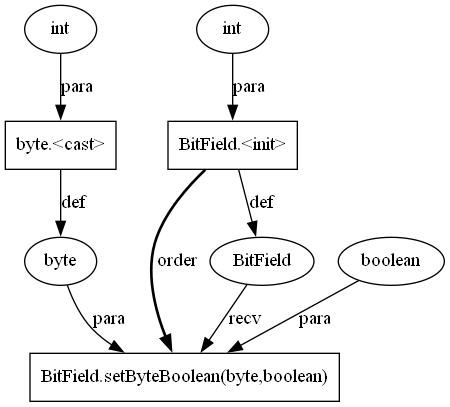 int
int
para
para
byte.<cast>
BitField.<init>
def
def
byte
order
BitField
boolean
para
recv
para
BitField.setByteBoolean(byte,boolean)